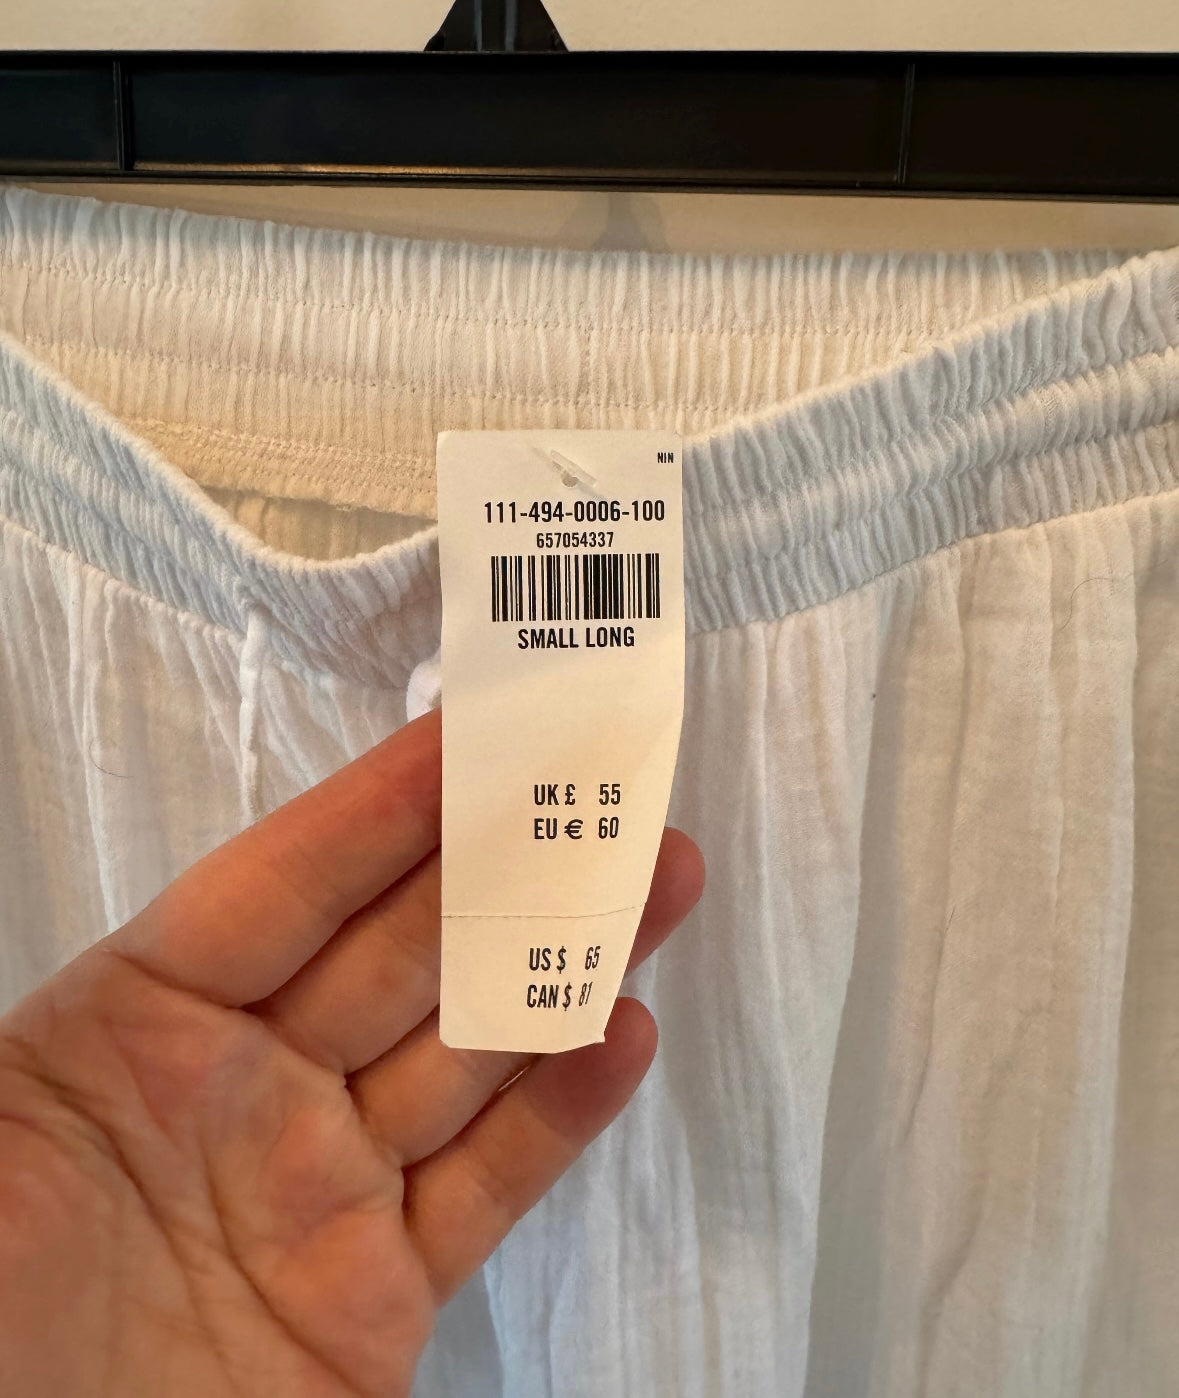 NIN
111-494-0006-100
657054337
SMALL LONG
UK £ 55
EU € 60
US $ 65
CAN $ 81